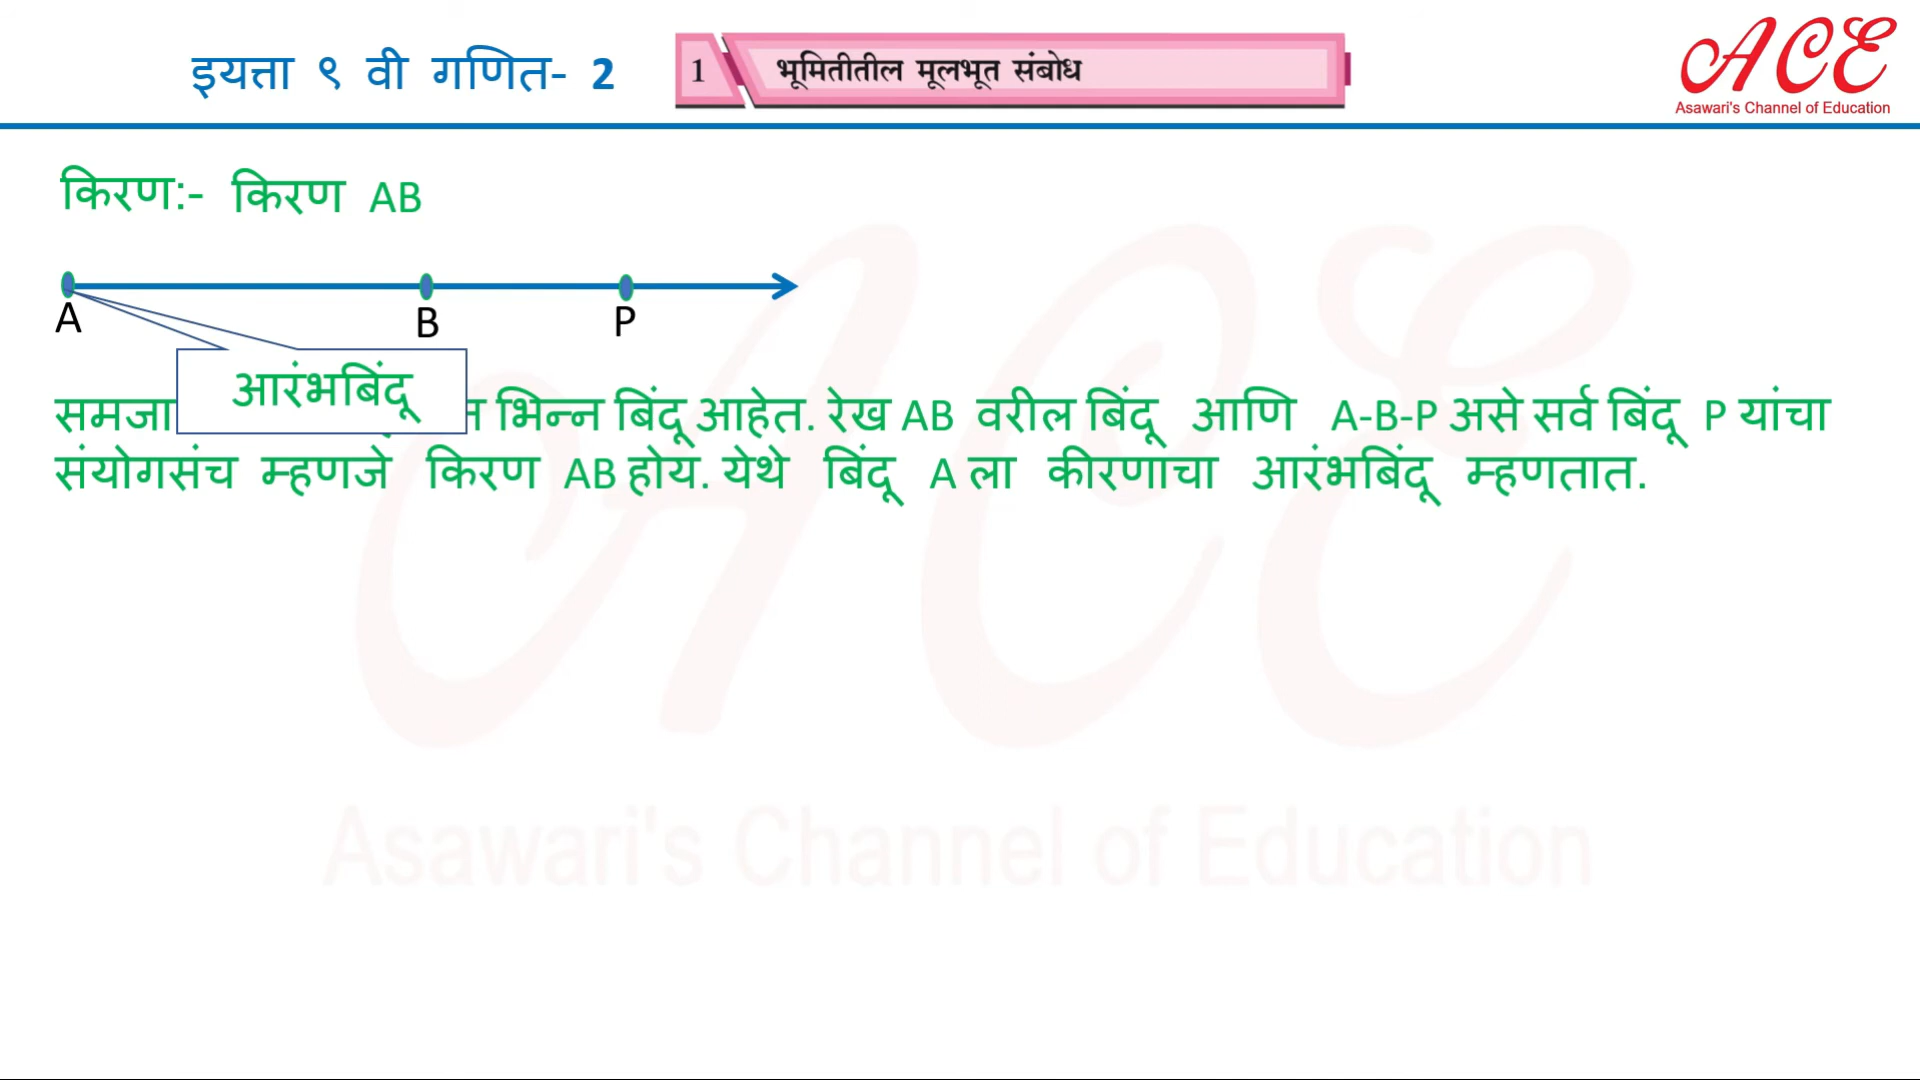 इयत्ता ९ वी गणित- 2
1 भूमितीतील मूलभूत संबोध
ACE
Asawari's Channel of Education
किरण:- किरण AB
A B P
आरंभबिंदू
समजा भिन्न बिंदू आहेत. रेख AB वरील बिंदू आणि A-B-P असे सर्व बिंदू P यांचा
संयोगसंच म्हणजे किरण AB होय. येथे बिंदू A ला कीरणाचा आरंभबिंदू म्हणतात.
ACE
Asawari's Channel of Education